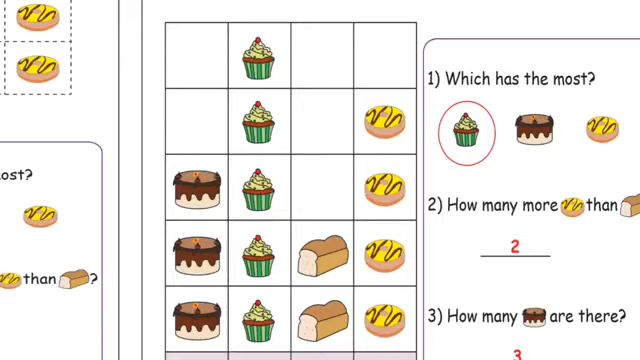 ost?
than ?
1) Which has the most?
2) How many more than
2
3) How many are there?
3